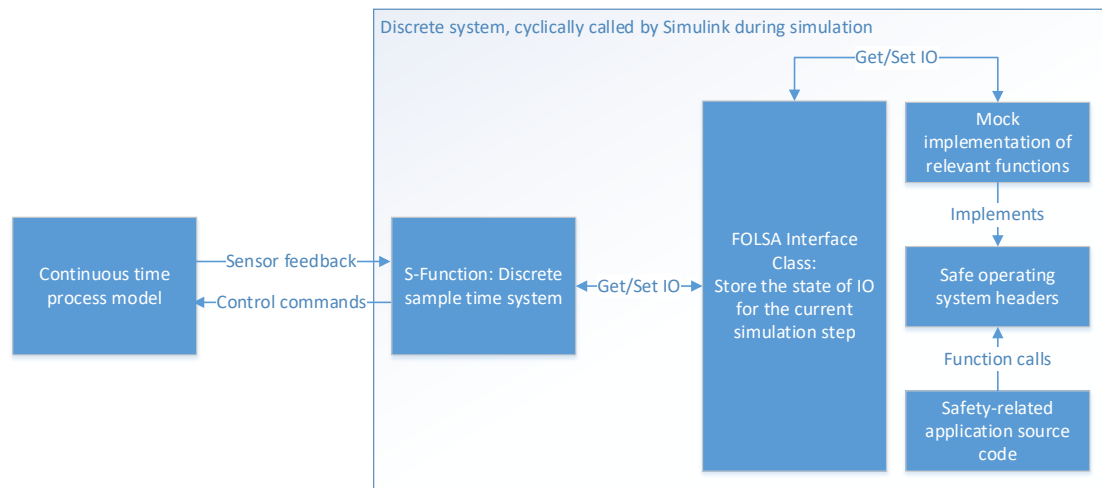 Discrete system, cyclically called by Simulink during simulation
Get/Set IO
Mock
implementation of
relevant functions
Implements
Continuous time
process model
Sensor feedback
Control commands
S-Function: Discrete
sample time system
Get/Set IO
FOLSA Interface
Class:
Store the state of IO
for the current
simulation step
Safe operating
system headers
Function calls
Safety-related
application source
code